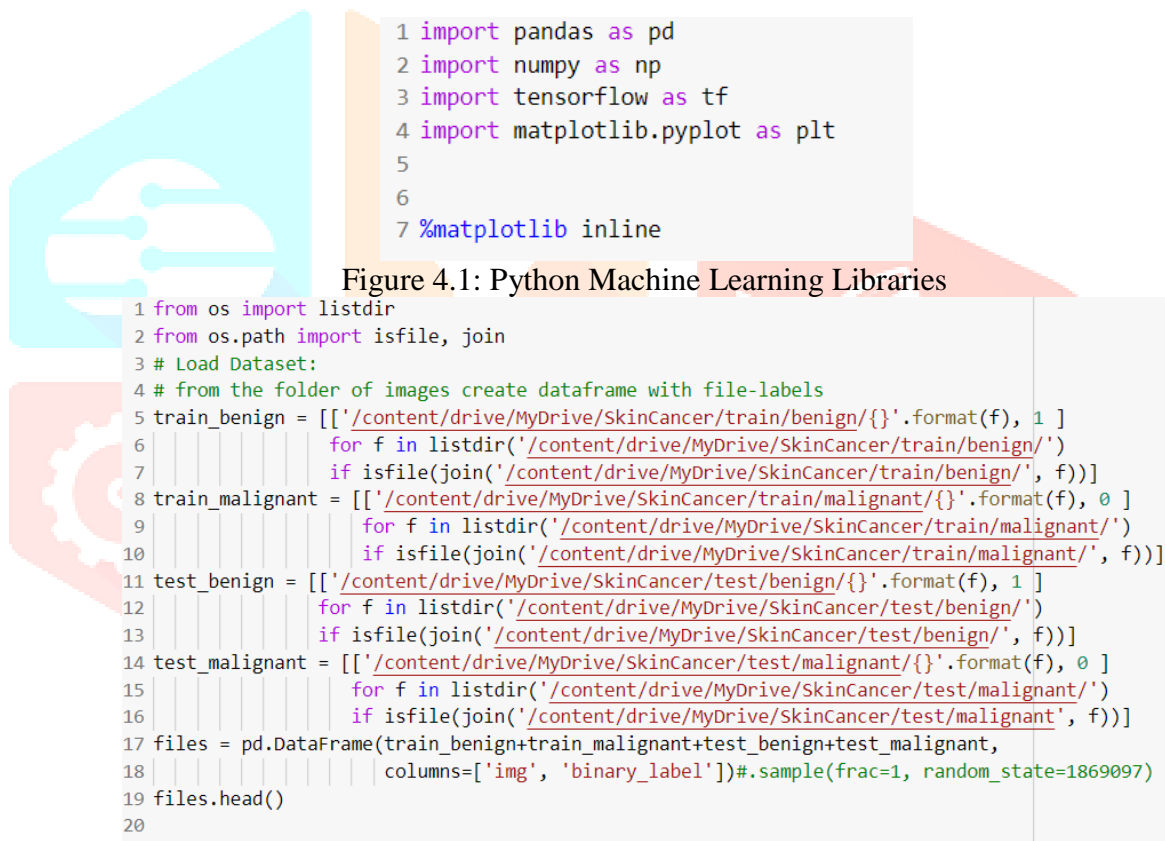 1 import pandas as pd
2 import numpy as np
3 import tensorflow as tf
4 import matplotlib.pyplot as plt
5
6
7 %matplotlib inline
Figure 4.1: Python Machine Learning Libraries
1 from os import listdir
2 from os.path import isfile, join
3 # Load Dataset:
4 # from the folder of images create dataframe with file-labels
5 train_benign = [['/content/drive/MyDrive/SkinCancer/train/benign/{}'.format(f), 1 ]
6 for f in listdir('/content/drive/MyDrive/SkinCancer/train/benign/')
7 if isfile(join('/content/drive/MyDrive/SkinCancer/train/benign/', f))]
8 train_malignant = [['/content/drive/MyDrive/SkinCancer/train/malignant/{}'.format(f), 0 ]
9 for f in listdir('/content/drive/MyDrive/SkinCancer/train/malignant/')
10 if isfile(join('/content/drive/MyDrive/SkinCancer/train/malignant/', f))]
11 test_benign = [['/content/drive/MyDrive/SkinCancer/test/benign/{}'.format(f), 1 ]
12 for f in listdir('/content/drive/MyDrive/SkinCancer/test/benign/')
13 if isfile(join('/content/drive/MyDrive/SkinCancer/test/benign/', f))]
14 test_malignant = [['/content/drive/MyDrive/SkinCancer/test/malignant/{}'.format(f), 0 ]
15 for f in listdir('/content/drive/MyDrive/SkinCancer/test/malignant/')
16 if isfile(join('/content/drive/MyDrive/SkinCancer/test/malignant', f))]
17 files = pd.DataFrame(train_benign+train_malignant+test_benign+test_malignant,
18 columns=['img', 'binary_label'])#.sample(frac=1, random_state=1869097)
19 files.head()
20